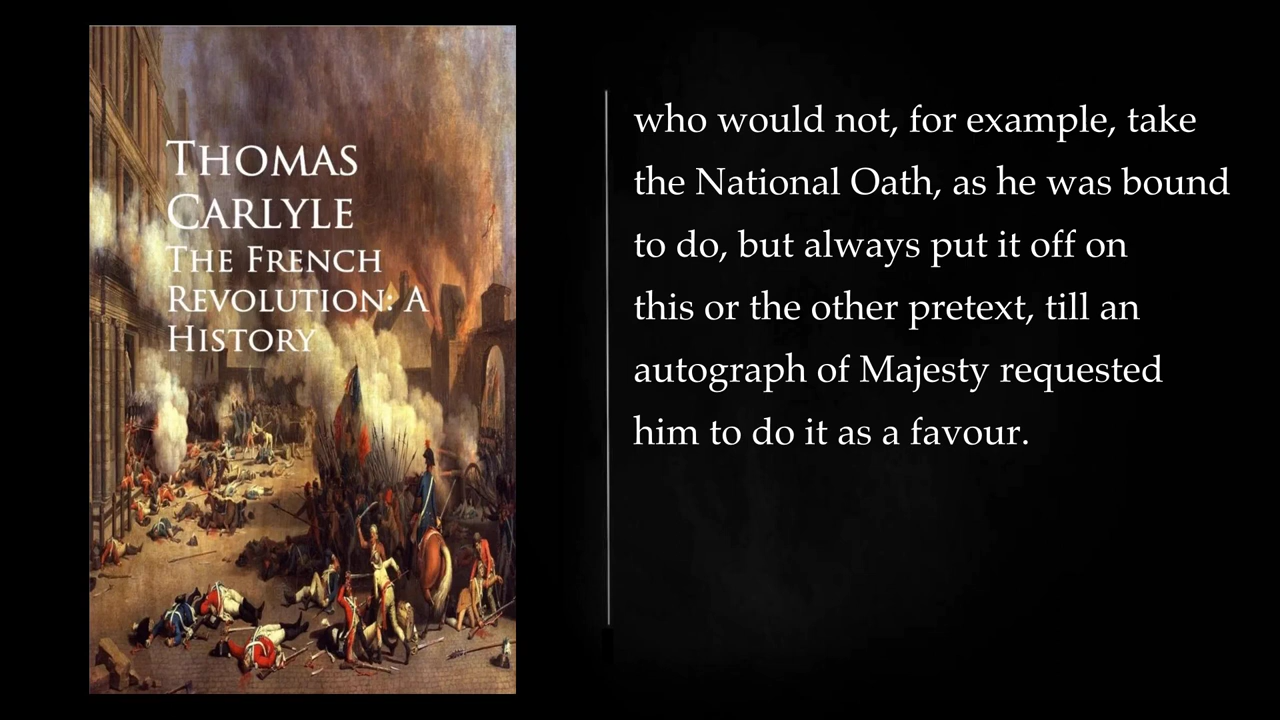 THOMAS
CARLYLE
THE FRENCH
REVOLUTION: A
HISTORY
who would not, for example, take
the National Oath, as he was bound
to do, but always put it off on
this or the other pretext, till an
autograph of Majesty requested
him to do it as a favour.